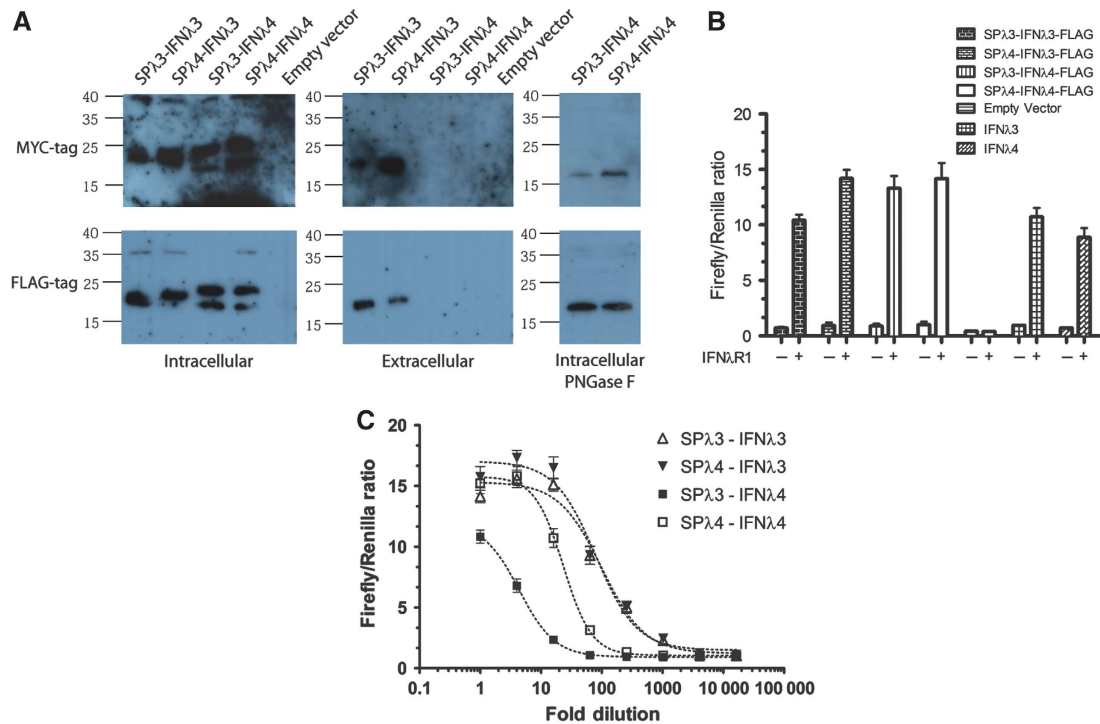 A
SPλ3-IFNλ3
SPλ4-IFNλ3
SPλ3-IFNλ4
SPλ4-IFNλ4
Empty vector
SPλ3-IFNλ3
SPλ4-IFNλ3
SPλ3-IFNλ4
SPλ4-IFNλ4
Empty vector
SPλ3-IFNλ4
SPλ4-IFNλ4
MYC-tag
40
35
25
15
40
35
25
15
40
35
25
15
FLAG-tag
40
35
25
15
40
35
25
15
40
35
25
15
Intracellular
Extracellular
Intracellular
PNGase F
B
SPλ3-IFNλ3-FLAG
SPλ4-IFNλ3-FLAG
SPλ3-IFNλ4-FLAG
SPλ4-IFNλ4-FLAG
Empty Vector
IFNλ3
IFNλ4
Firefly/Renilla ratio
20
15
10
5
0
IFNλR1 − + − + − + − + − + − + − +
C
SPλ3 - IFNλ3
SPλ4 - IFNλ3
SPλ3 - IFNλ4
SPλ4 - IFNλ4
Firefly/Renilla ratio
20
15
10
5
0
0.1 1 10 100 1000 10 000 100 000
Fold dilution